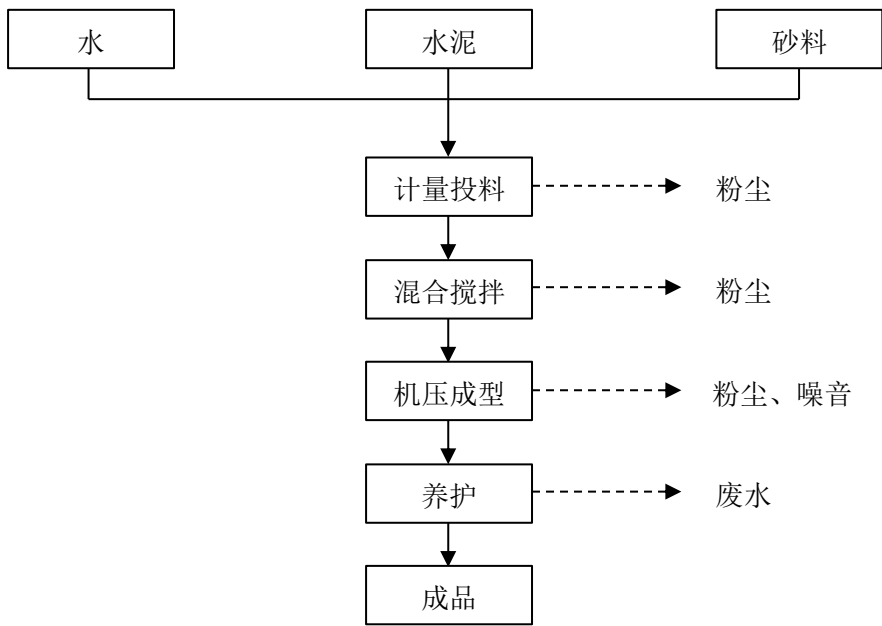 水 水泥 砂料
计量投料 粉尘
混合搅拌 粉尘
机压成型 粉尘、噪音
养护 废水
成品